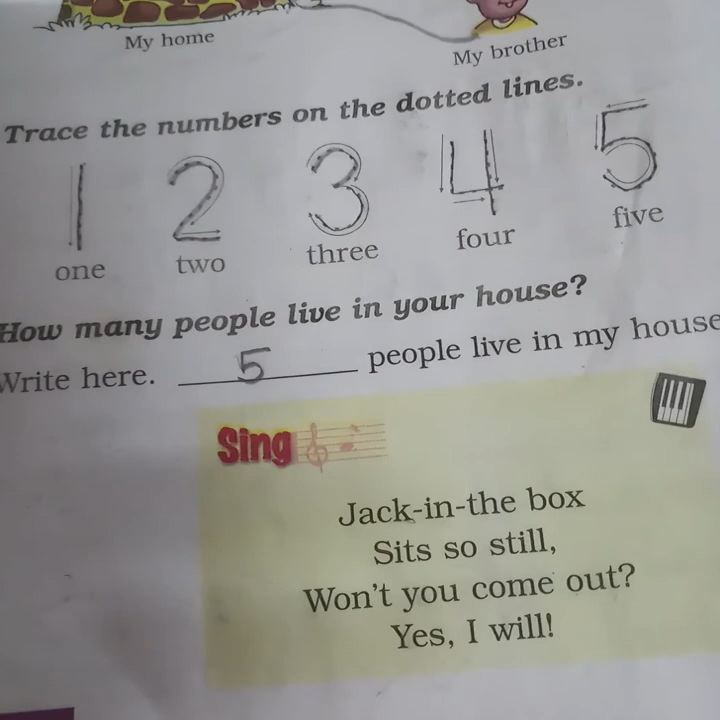 My home
My brother
Trace the numbers on the dotted lines.
1 2 3 4 5
one two three four five
How many people live in your house?
Write here. 5 people live in my house
Sing
Jack-in-the box
Sits so still,
Won't you come out?
Yes, I will!